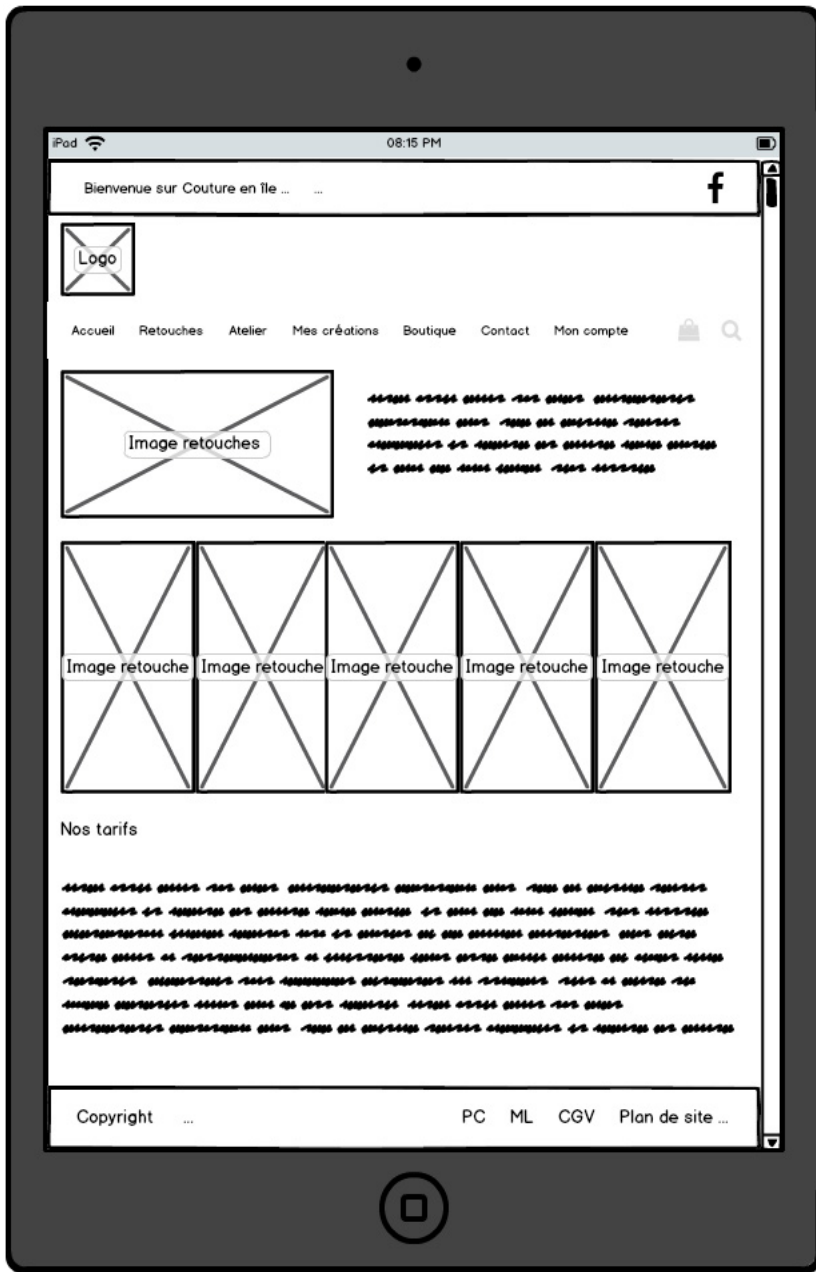 iPad 08:15 PM
Bienvenue sur Couture en île ... ...
Logo
Accueil Retouches Atelier Mes créations Boutique Contact Mon compte
Image retouches
Image retouche Image retouche Image retouche Image retouche Image retouche
Nos tarifs
Copyright ... PC ML CGV Plan de site ...